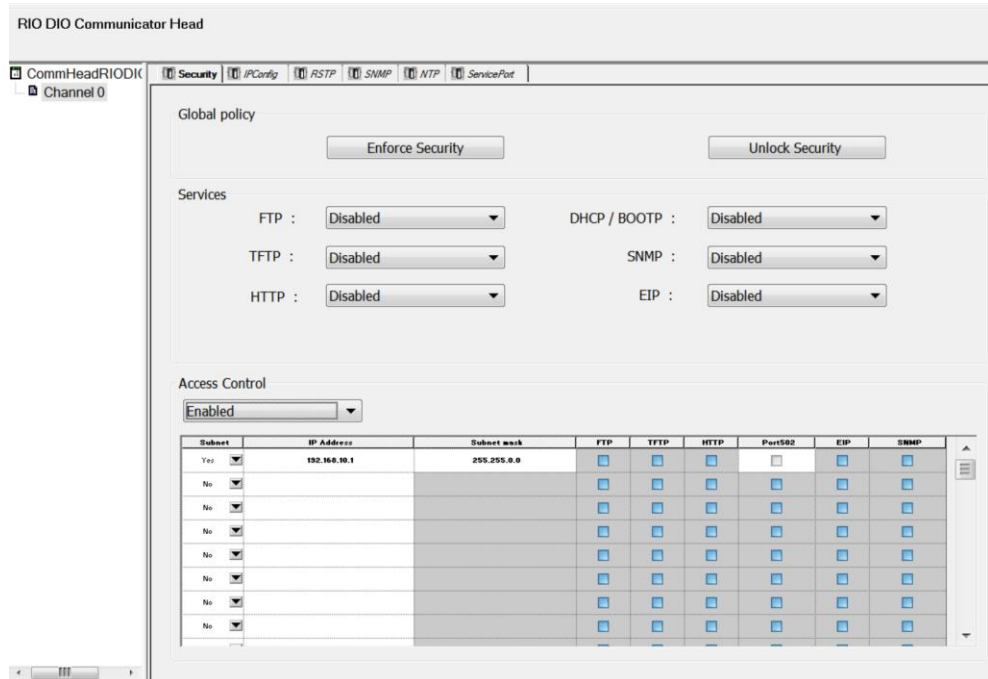 RIO DIO Communicator Head
CommHeadRIODI(
Channel 0
Security IPConfig RSTP SNMP NTP ServicePort
Global policy
Enforce Security Unlock Security
Services
FTP : Disabled DHCP / BOOTP : Disabled
TFTP : Disabled SNMP : Disabled
HTTP : Disabled EIP : Disabled
Access Control
Enabled
Subnet IP Address Subnet mask FTP TFTP HTTP Port502 EIP SNMP
Yes 192.168.10.1 255.255.0.0
No
No
No
No
No
No
No